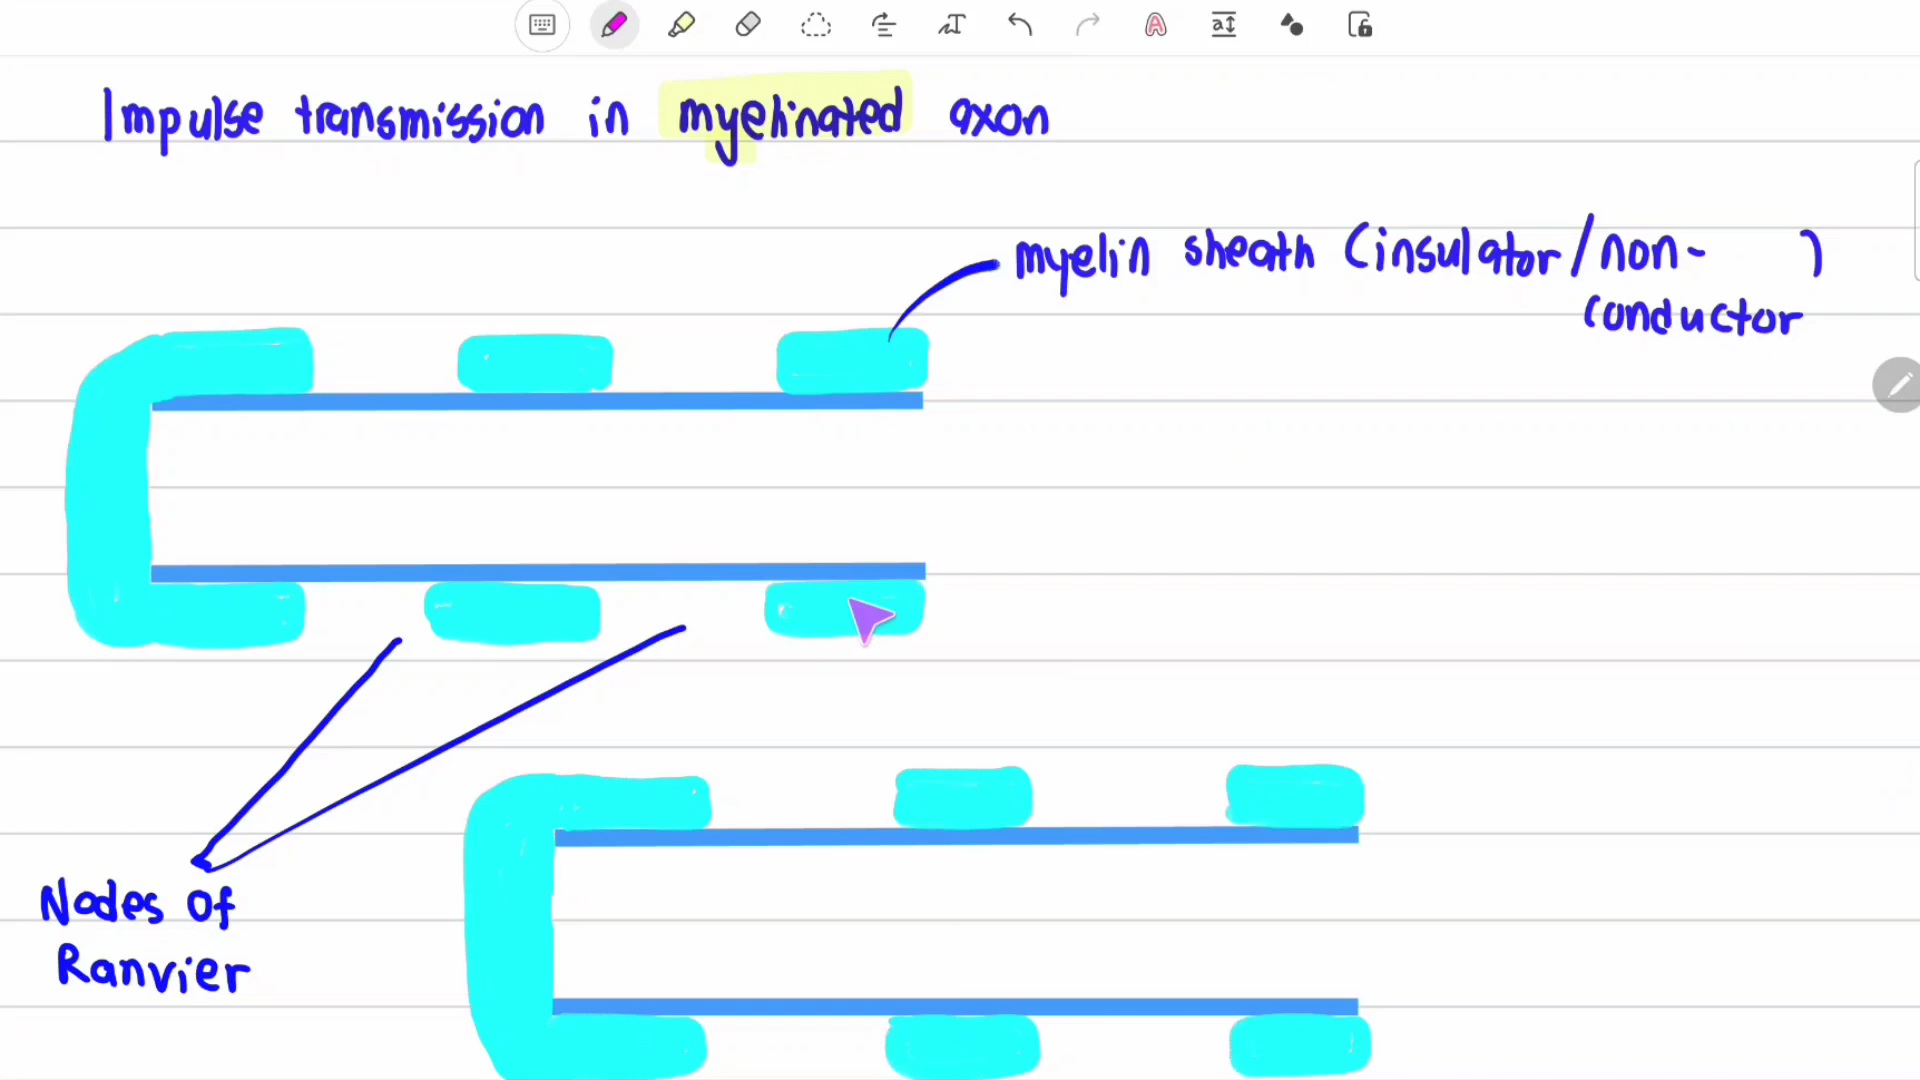 Impulse transmission in myelinated axon
myelin sheath (insulator/non- )
conductor
Nodes of
Ranvier